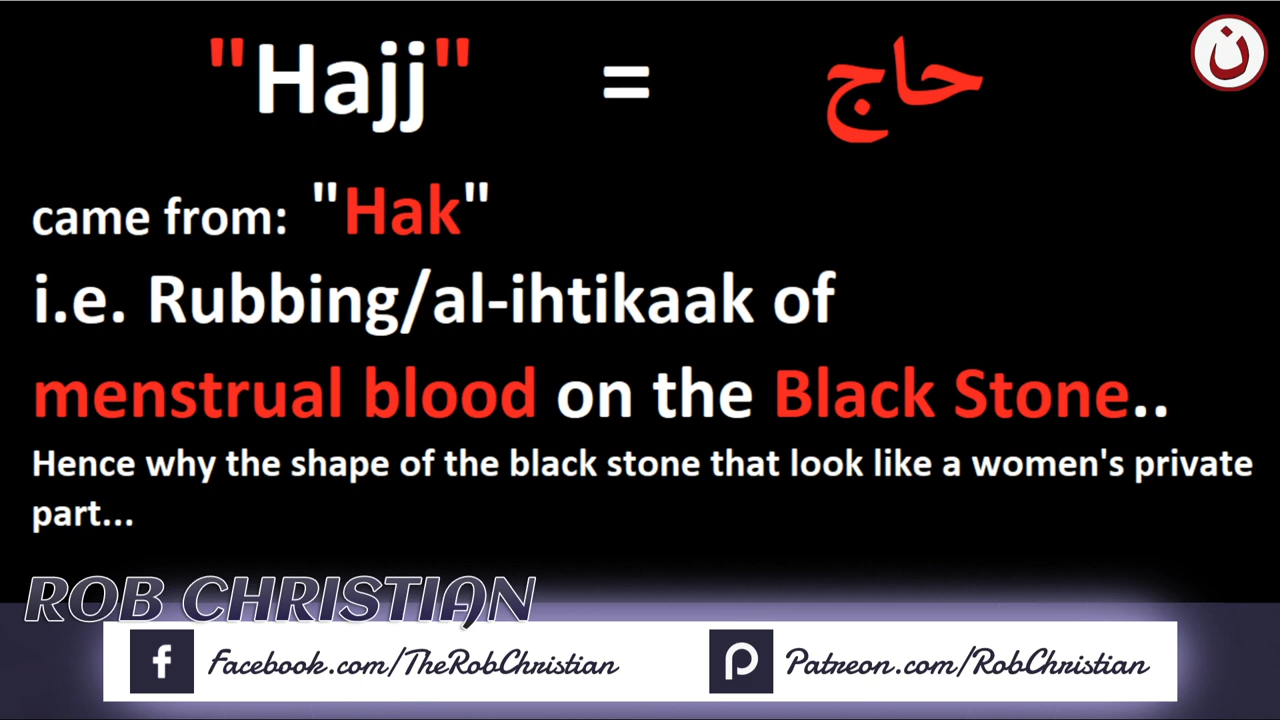 "Hajj" = حاج
ن
came from: "Hak"
i.e. Rubbing/al-ihtikaak of
menstrual blood on the Black Stone..
Hence why the shape of the black stone that look like a women's private
part...
ROB CHRISTIAN
Facebook.com/TheRobChristian
Patreon.com/RobChristian